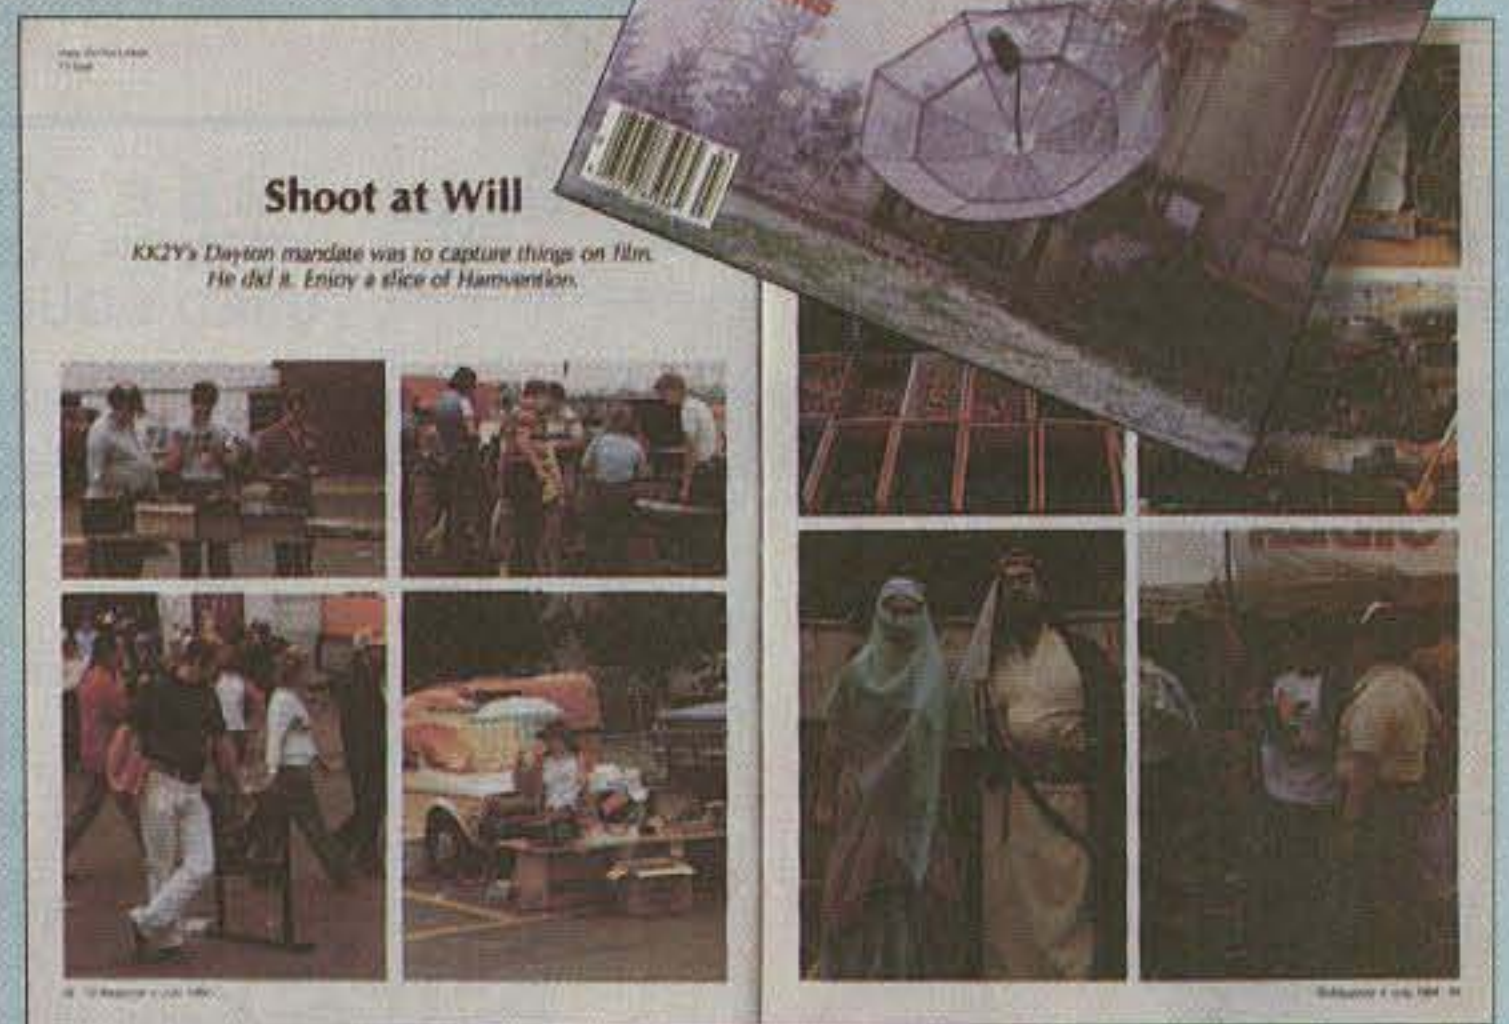 Shoot at Will
KK2Y's Dayton mandate was to capture things on film.
He did it. Enjoy a slice of Hamvention.